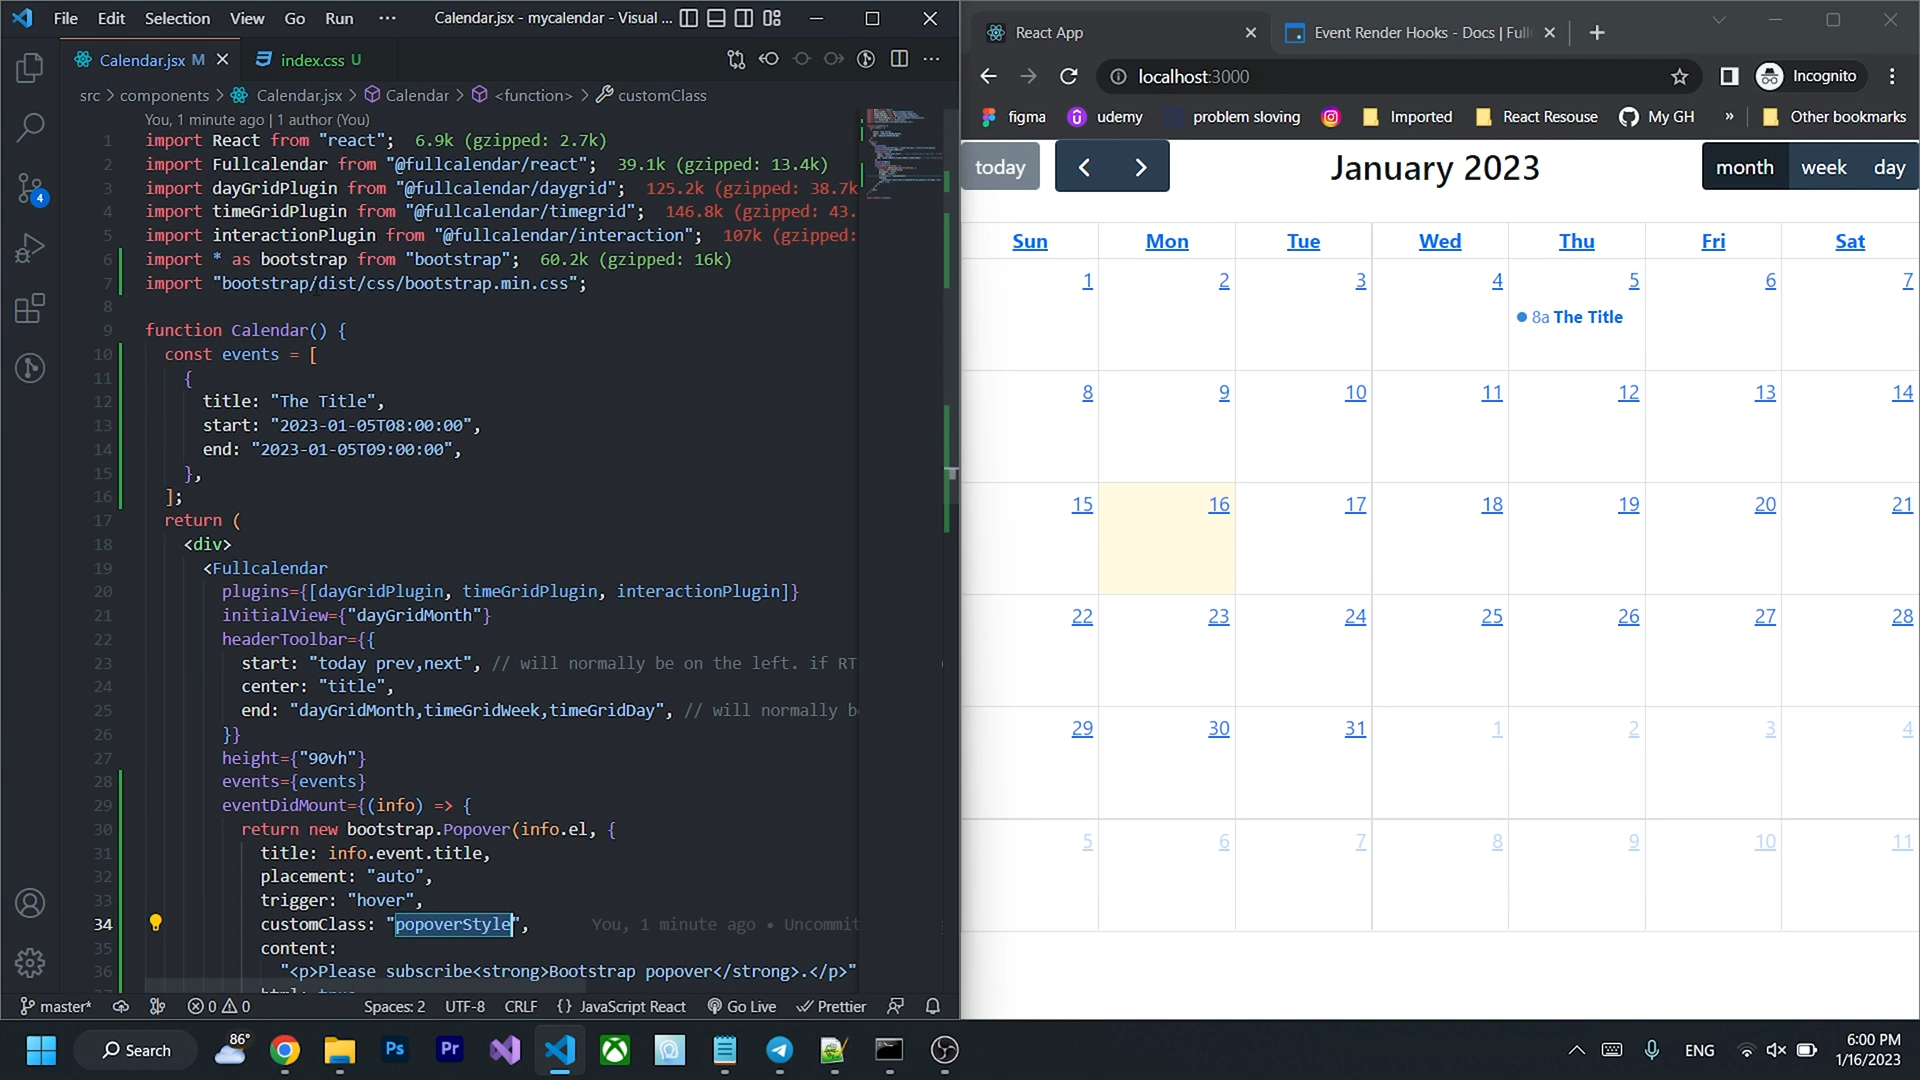 File Edit Selection View Go Run ··· Calendar.jsx - mycalendar - Visual ...
Calendar.jsx M
index.css U
src > components > Calendar.jsx > Calendar > <function> > customClass
You, 1 minute ago | 1 author (You)
1 import React from "react"; 6.9k (gzipped: 2.7k)
2 import Fullcalendar from "@fullcalendar/react"; 39.1k (gzipped: 13.4k)
3 import dayGridPlugin from "@fullcalendar/daygrid"; 125.2k (gzipped: 38.7k
4 import timeGridPlugin from "@fullcalendar/timegrid"; 146.8k (gzipped: 43.
5 import interactionPlugin from "@fullcalendar/interaction"; 107k (gzipped:
6 import * as bootstrap from "bootstrap"; 60.2k (gzipped: 16k)
7 import "bootstrap/dist/css/bootstrap.min.css";
8
9 function Calendar() {
10 const events = [
11 {
12 title: "The Title",
13 start: "2023-01-05T08:00:00",
14 end: "2023-01-05T09:00:00",
15 },
16 ];
17 return (
18 <div>
19 <Fullcalendar
20 plugins={[dayGridPlugin, timeGridPlugin, interactionPlugin]}
21 initialView={"dayGridMonth"}
22 headerToolbar={{
23 start: "today prev,next", // will normally be on the left. if RT
24 center: "title",
25 end: "dayGridMonth,timeGridWeek,timeGridDay", // will normally b
26 }}
27 height={"90vh"}
28 events={events}
29 eventDidMount={(info) => {
30 return new bootstrap.Popover(info.el, {
31 title: info.event.title,
32 placement: "auto",
33 trigger: "hover",
34 customClass: "popoverStyle", You, 1 minute ago • Uncommit
35 content:
36 "<p>Please subscribe<strong>Bootstrap popover</strong>.</p>"
4
master* 0 0 Spaces: 2 UTF-8 CRLF {} JavaScript React Go Live Prettier
React App
Event Render Hooks - Docs | Full
localhost:3000
Incognito
figma udemy problem sloving Imported React Resouse My GH » Other bookmarks
today January 2023 month week day
Sun Mon Tue Wed Thu Fri Sat
1 2 3 4 5 6 7
8a The Title
8 9 10 11 12 13 14
15 16 17 18 19 20 21
22 23 24 25 26 27 28
29 30 31 1 2 3 4
5 6 7 8 9 10 11
Search
86°
Ps
Pr
ENG
6:00 PM
1/16/2023